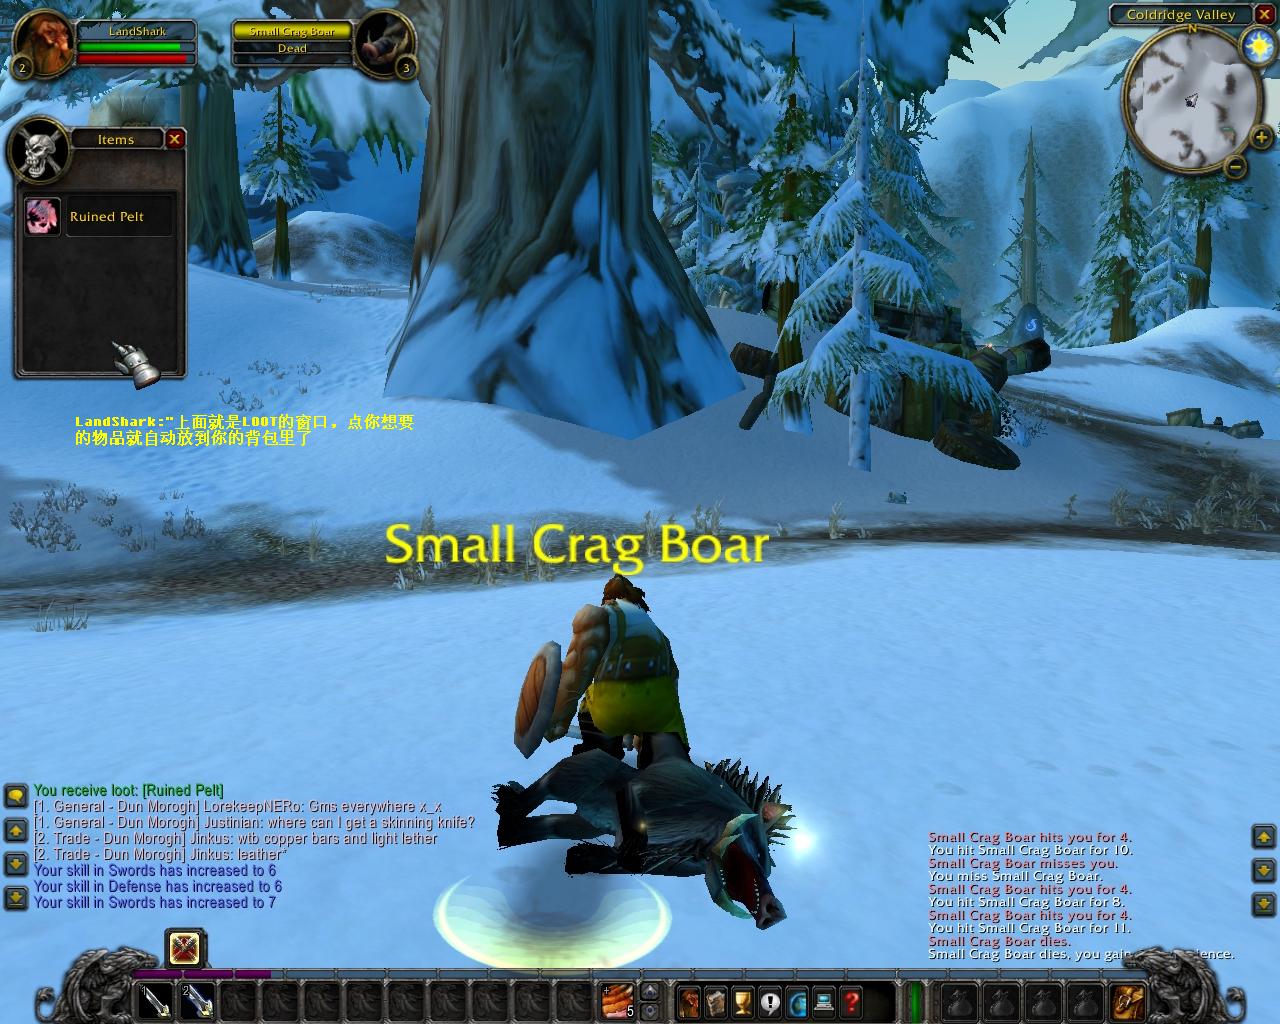 LandShark
2
Small Crag Boar
Dead
3
Coldridge Valley
N
Items
Ruined Pelt
LandShark:"上面就是LOOT的窗口，点你想要
的物品就自动放到你的背包里了
Small Crag Boar
You receive loot: [Ruined Pelt]
[1. General - Dun Morogh] LorekeepNERo: Gms everywhere x_x
[1. General - Dun Morogh] Justinian: where can I get a skinning knife?
[2. Trade - Dun Morogh] Jinkus: wtb copper bars and light lether
[2. Trade - Dun Morogh] Jinkus: leather*
Your skill in Swords has increased to 6
Your skill in Defense has increased to 6
Your skill in Swords has increased to 7
Small Crag Boar hits you for 4.
You hit Small Crag Boar for 10.
Small Crag Boar misses you.
You miss Small Crag Boar.
Small Crag Boar hits you for 4.
You hit Small Crag Boar for 8.
Small Crag Boar hits you for 4.
You hit Small Crag Boar for 11.
Small Crag Boar dies.
Small Crag Boar dies, you gain
1
2
5